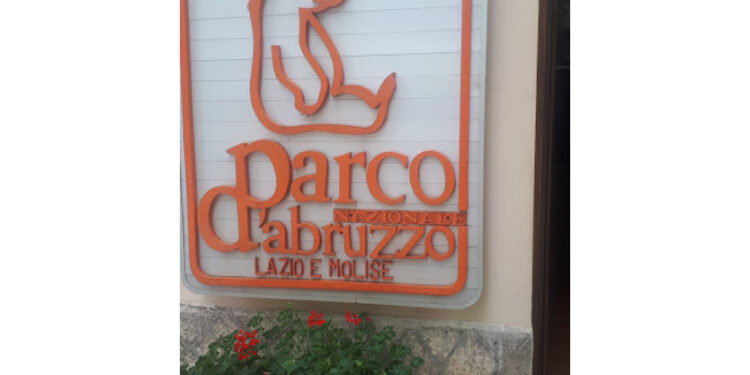 Parco
NAZIONALE
d'abruzzo
LAZIO E MOLISE